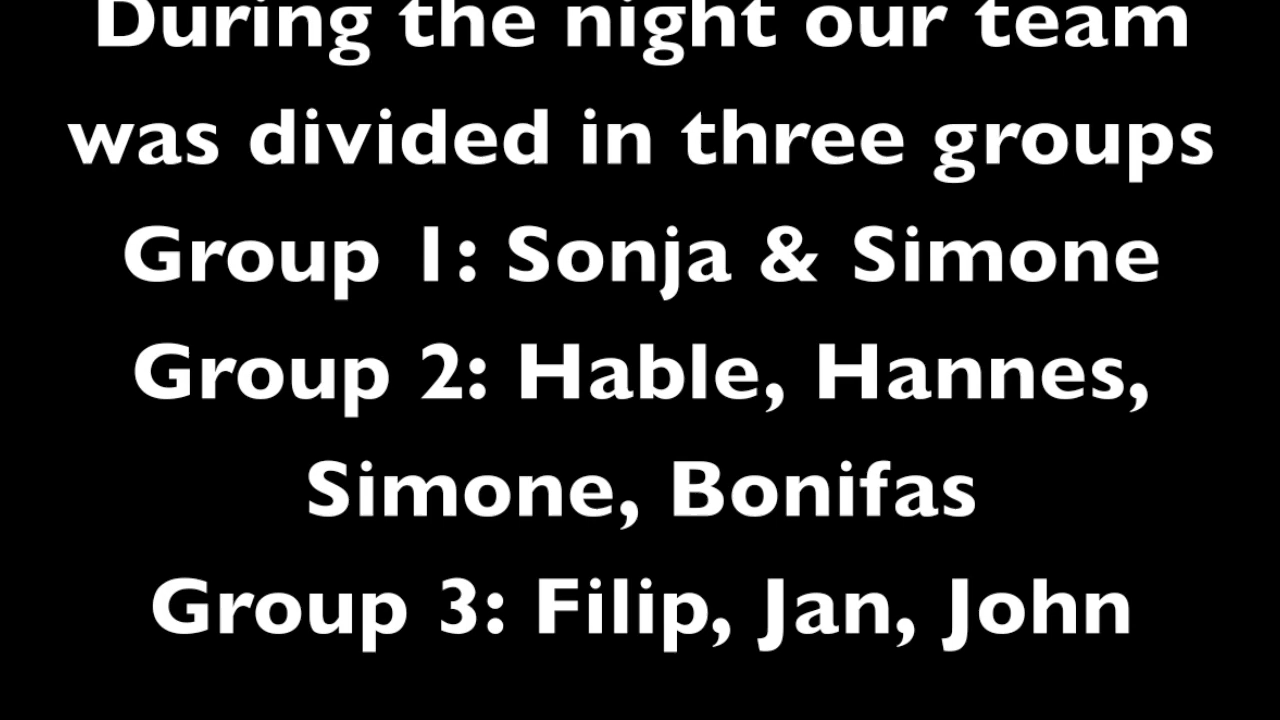 During the night our team
was divided in three groups
Group 1: Sonja & Simone
Group 2: Hable, Hannes,
Simone, Bonifas
Group 3: Filip, Jan, John